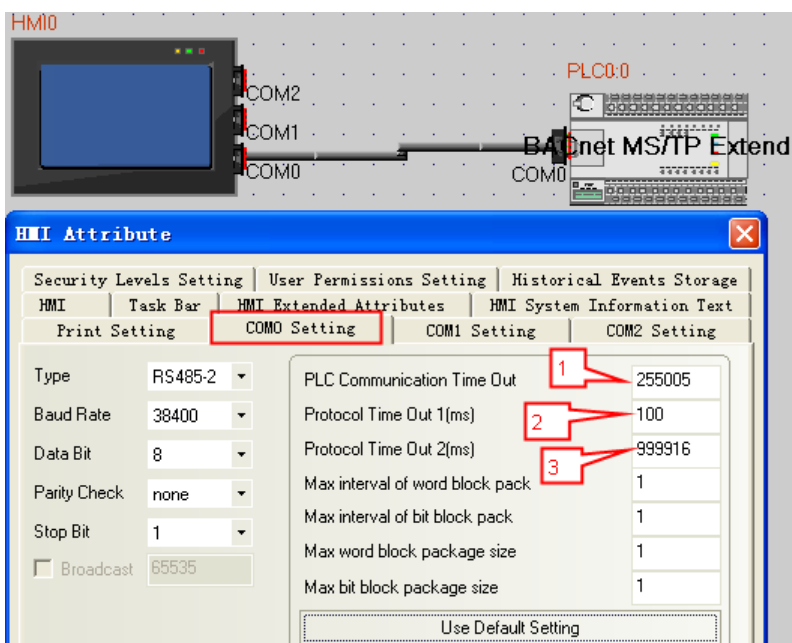 HMI0
PLC0:0
COM2
COM1
BACnet MS/TP Extend
COM0
COM0
HMI Attribute
Security Levels Setting User Permissions Setting Historical Events Storage
HMI Task Bar HMI Extended Attributes HMI System Information Text
Print Setting COM0 Setting COM1 Setting COM2 Setting
Type RS485-2 PLC Communication Time Out 1 255005
Baud Rate 38400 Protocol Time Out 1(ms) 2 100
Data Bit 8 Protocol Time Out 2(ms) 3 999916
Parity Check none Max interval of word block pack 1
Max interval of bit block pack 1
Stop Bit 1 Max word block package size 1
Broadcast 65535 Max bit block package size 1
Use Default Setting